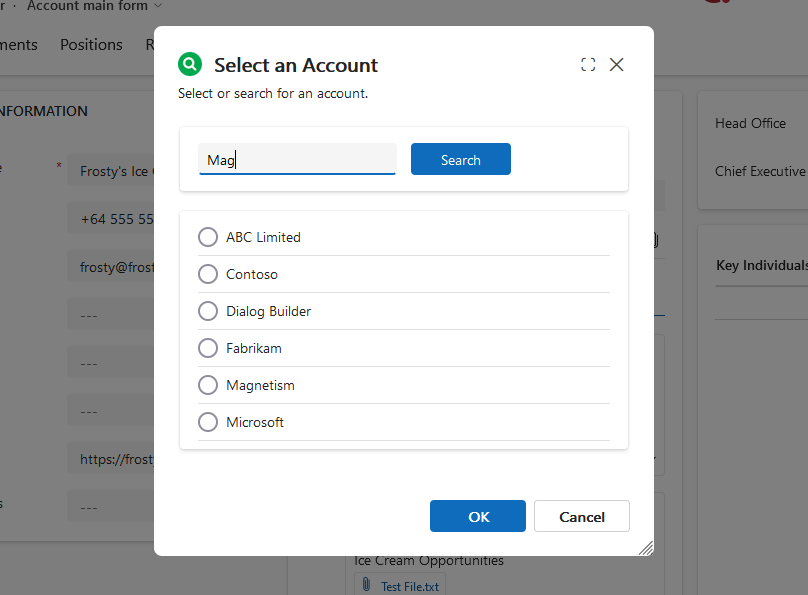 r · Account main form
ments Positions R
Select an Account
Select or search for an account.
NFORMATION
Mag
Search
Head Office
* Frosty's Ice
Chief Executive
+64 555 55
ABC Limited
frosty@frost
Contoso
Key Individuals
---
Dialog Builder
---
Fabrikam
Magnetism
---
Microsoft
https://frosty
---
OK
Cancel
Ice Cream Opportunities
Test File.txt